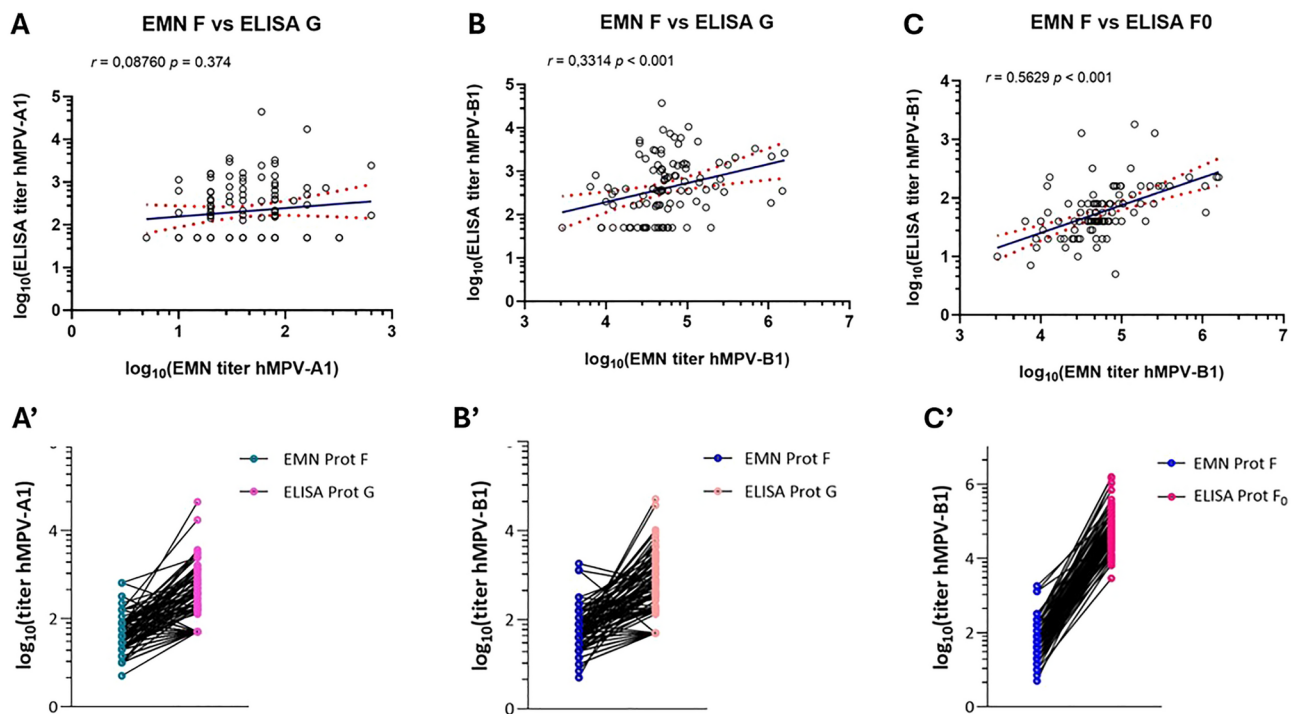 A
EMN F vs ELISA G
r = 0,08760 p = 0.374
log10(ELISA titer hMPV-A1)
5
4
3
2
1
0
0 1 2 3
log10(EMN titer hMPV-A1)
B
EMN F vs ELISA G
r = 0,3314 p < 0.001
log10(ELISA titer hMPV-B1)
5
4
3
2
1
0
3 4 5 6 7
log10(EMN titer hMPV-B1)
C
EMN F vs ELISA F0
r = 0.5629 p < 0.001
log10(ELISA titer hMPV-B1)
4
3
2
1
0
3 4 5 6 7
log10(EMN titer hMPV-B1)
A’
EMN Prot F
ELISA Prot G
log10(titer hMPV-A1)
4
2
0
B’
EMN Prot F
ELISA Prot G
log10(titer hMPV-B1)
4
2
0
C’
EMN Prot F
ELISA Prot F0
log10(titer hMPV-B1)
6
4
2
0